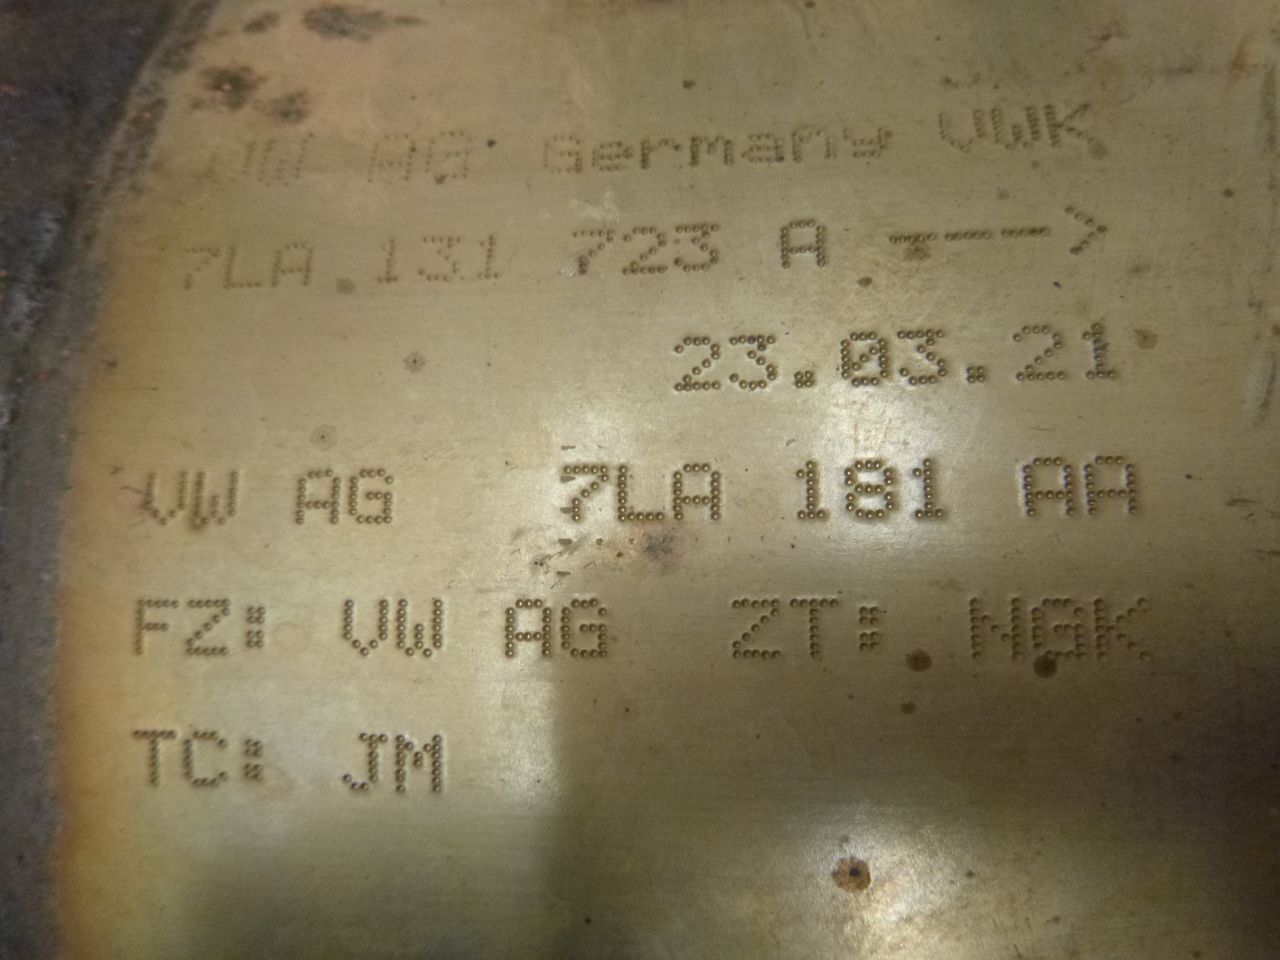 VW AG Germany VWK
7LA 131 723 A ---->
23.03.21
VW AG 7LA 181 AA
FZ: VW AG ZT: NBK
TC: JM